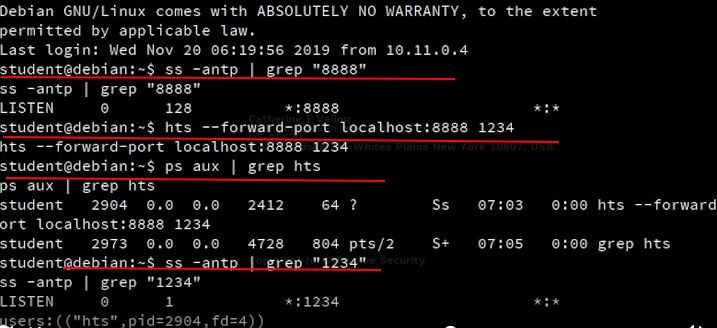 Debian GNU/Linux comes with ABSOLUTELY NO WARRANTY, to the extent
permitted by applicable law.
Last login: Wed Nov 20 06:19:56 2019 from 10.11.0.4
student@debian:~$ ss -antp | grep "8888"
ss -antp | grep "8888"
LISTEN 0 128 *:8888 *:*
student@debian:~$ hts --forward-port localhost:8888 1234
hts --forward-port localhost:8888 1234
student@debian:~$ ps aux | grep hts
ps aux | grep hts
student 2904 0.0 0.0 2412 64 ? Ss 07:03 0:00 hts --forward
ort localhost:8888 1234
student 2973 0.0 0.0 4728 804 pts/2 S+ 07:05 0:00 grep hts
student@debian:~$ ss -antp | grep "1234"
ss -antp | grep "1234"
LISTEN 0 1 *:1234 *:*
users:(("hts",pid=2904,fd=4))